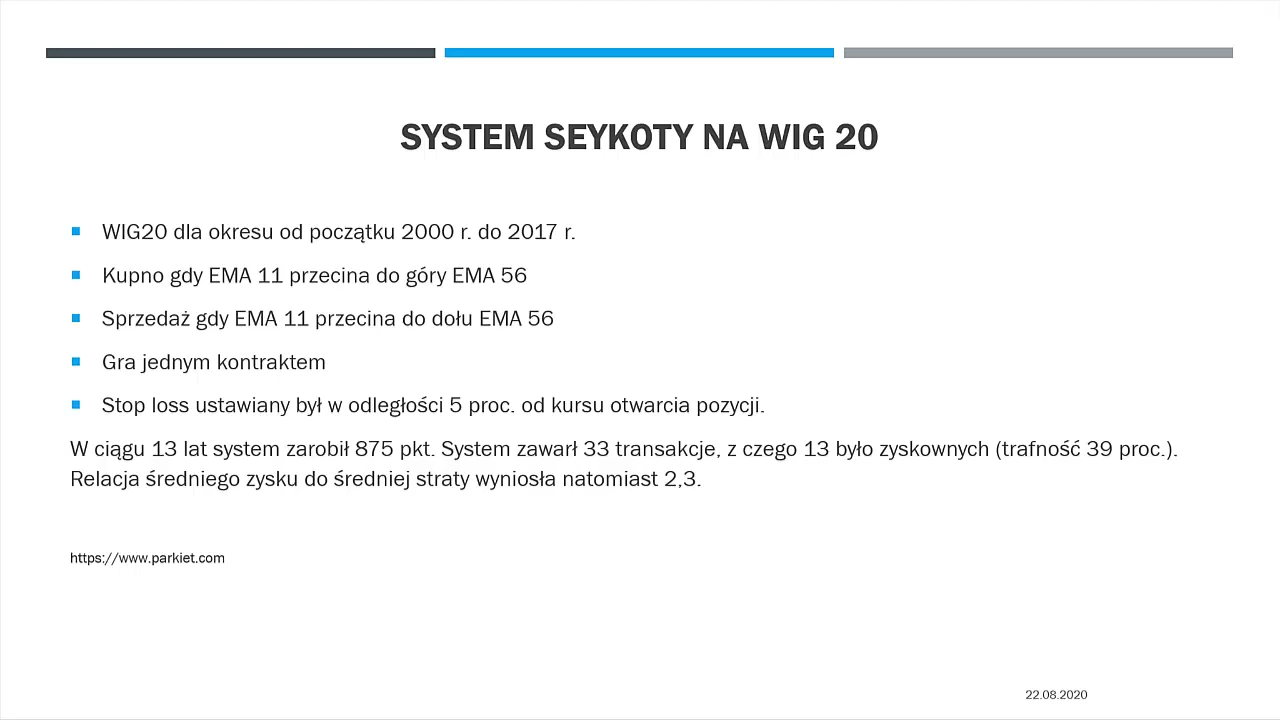 SYSTEM SEYKOTY NA WIG 20
WIG20 dla okresu od początku 2000 r. do 2017 r.
Kupno gdy EMA 11 przecina do góry EMA 56
Sprzedaż gdy EMA 11 przecina do dołu EMA 56
Gra jednym kontraktem
Stop loss ustawiany był w odległości 5 proc. od kursu otwarcia pozycji.
W ciągu 13 lat system zarobił 875 pkt. System zawarł 33 transakcje, z czego 13 było zyskownych (trafność 39 proc.).
Relacja średniego zysku do średniej straty wyniosła natomiast 2,3.
https://www.parkiet.com
22.08.2020